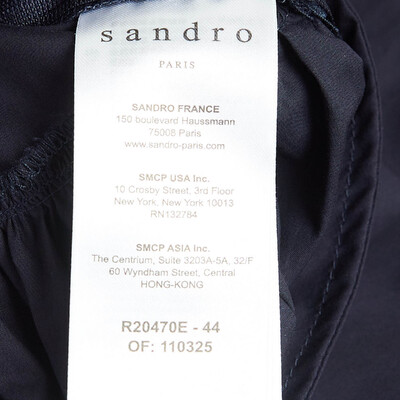 sandro
PARIS
SANDRO FRANCE
150 boulevard Haussmann
75008 Paris
www.sandro-paris.com
SMCP USA Inc.
10 Crosby Street, 3rd Floor
New York, New York 10013
RN132784
SMCP ASIA Inc.
The Centrium, Suite 3203A-5A, 32/F
60 Wyndham Street, Central
HONG-KONG
R20470E - 44
OF: 110325